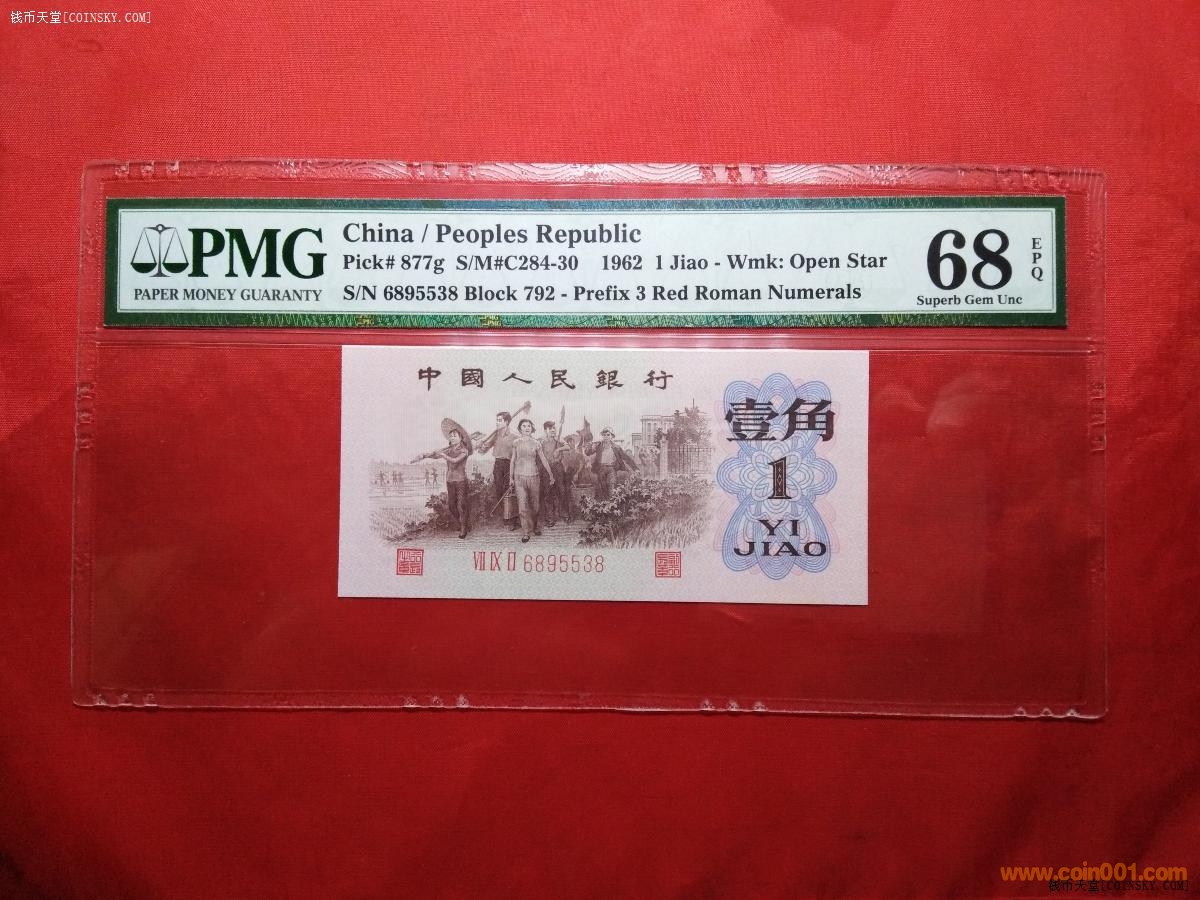 钱币天堂[COINSKY.COM]
PMG
PAPER MONEY GUARANTY
China / Peoples Republic
Pick# 877g S/M#C284-30 1962 1 Jiao - Wmk: Open Star
S/N 6895538 Block 792 - Prefix 3 Red Roman Numerals
68
EPQ
Superb Gem Unc
中國人民銀行
壹角
1
YI
JIAO
VII IX II 6895538
www.coin001.com
钱币天堂[COINSKY.COM]